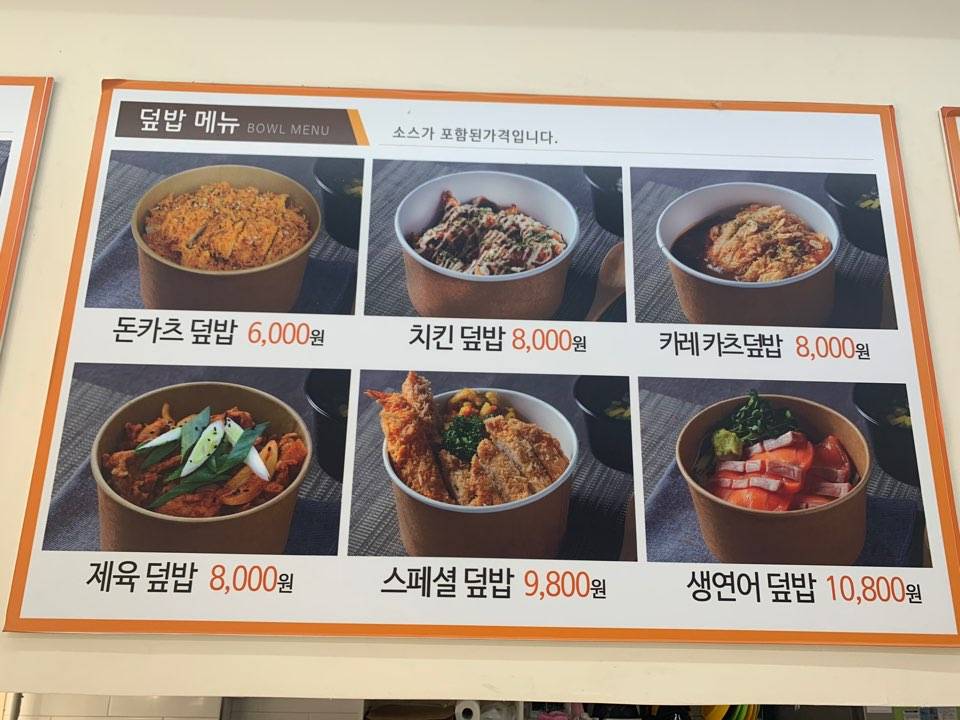 덮밥 메뉴 BOWL MENU
소스가 포함된가격입니다.
돈카츠 덮밥 6,000원
치킨 덮밥 8,000원
카레 카츠덮밥 8,000원
제육 덮밥 8,000원
스페셜 덮밥 9,800원
생연어 덮밥 10,800원